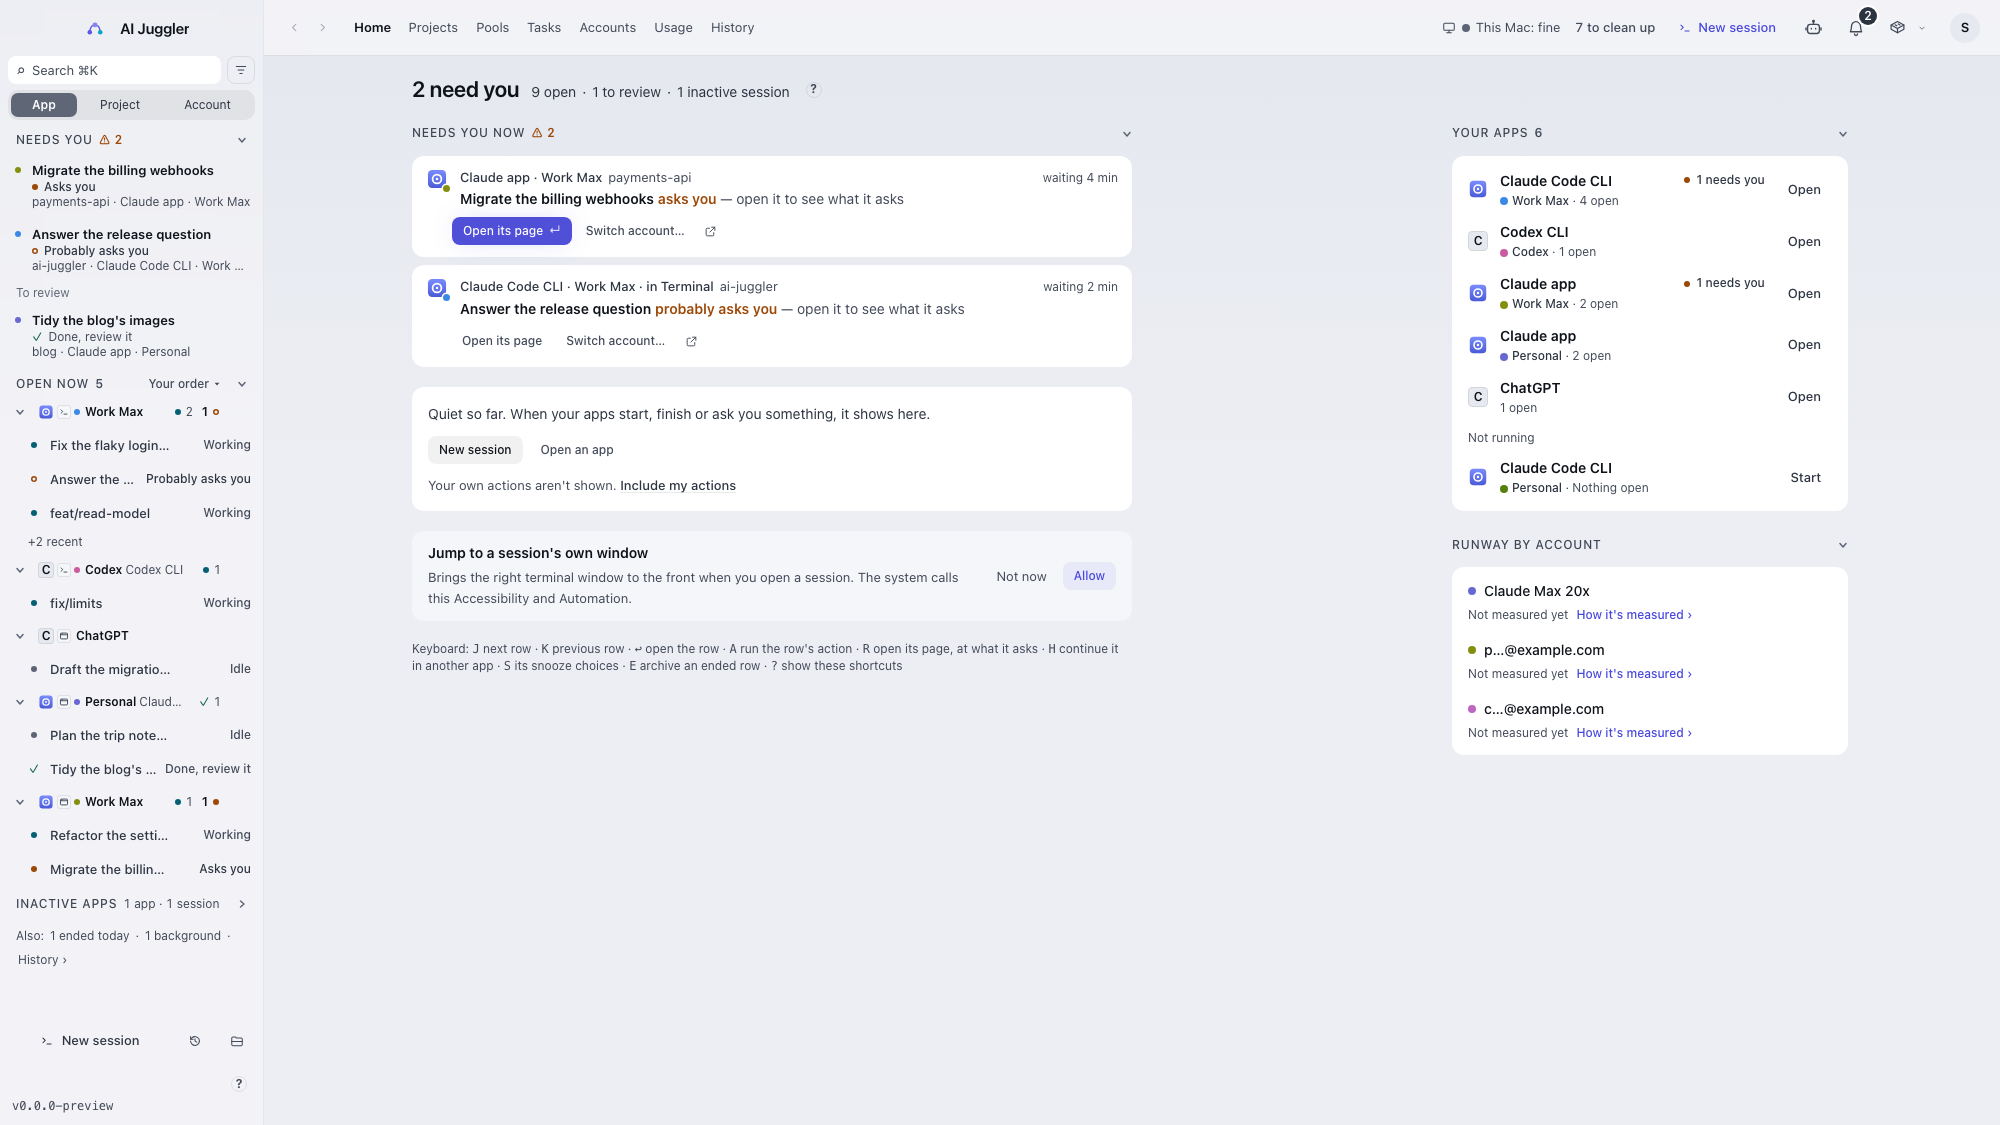 AI Juggler
Search ⌘K
App Project Account
NEEDS YOU 2
Migrate the billing webhooks
Asks you
payments-api · Claude app · Work Max
Answer the release question
Probably asks you
ai-juggler · Claude Code CLI · Work ...
To review
Tidy the blog's images
Done, review it
blog · Claude app · Personal
OPEN NOW 5 Your order
Work Max 2 1
Fix the flaky login... Working
Answer the ... Probably asks you
feat/read-model Working
+2 recent
C Codex Codex CLI 1
fix/limits Working
C ChatGPT
Draft the migratio... Idle
Personal Claud... 1
Plan the trip note... Idle
Tidy the blog's ... Done, review it
Work Max 1 1
Refactor the setti... Working
Migrate the billin... Asks you
INACTIVE APPS 1 app · 1 session
Also: 1 ended today · 1 background ·
History ›
New session
?
v0.0.0-preview
Home Projects Pools Tasks Accounts Usage History
This Mac: fine 7 to clean up New session 2 S
2 need you 9 open · 1 to review · 1 inactive session ?
NEEDS YOU NOW 2
Claude app · Work Max payments-api waiting 4 min
Migrate the billing webhooks asks you — open it to see what it asks
Open its page ↵ Switch account...
Claude Code CLI · Work Max · in Terminal ai-juggler waiting 2 min
Answer the release question probably asks you — open it to see what it asks
Open its page Switch account...
Quiet so far. When your apps start, finish or ask you something, it shows here.
New session Open an app
Your own actions aren't shown. Include my actions
Jump to a session's own window
Brings the right terminal window to the front when you open a session. The system calls
this Accessibility and Automation.
Not now Allow
Keyboard: J next row · K previous row · ↩ open the row · A run the row's action · R open its page, at what it asks · H continue it
in another app · S its snooze choices · E archive an ended row · ? show these shortcuts
YOUR APPS 6
Claude Code CLI 1 needs you Open
Work Max · 4 open
C Codex CLI Open
Codex · 1 open
Claude app 1 needs you Open
Work Max · 2 open
Claude app Open
Personal · 2 open
C ChatGPT Open
1 open
Not running
Claude Code CLI Start
Personal · Nothing open
RUNWAY BY ACCOUNT
Claude Max 20x
Not measured yet How it's measured ›
p...@example.com
Not measured yet How it's measured ›
c...@example.com
Not measured yet How it's measured ›